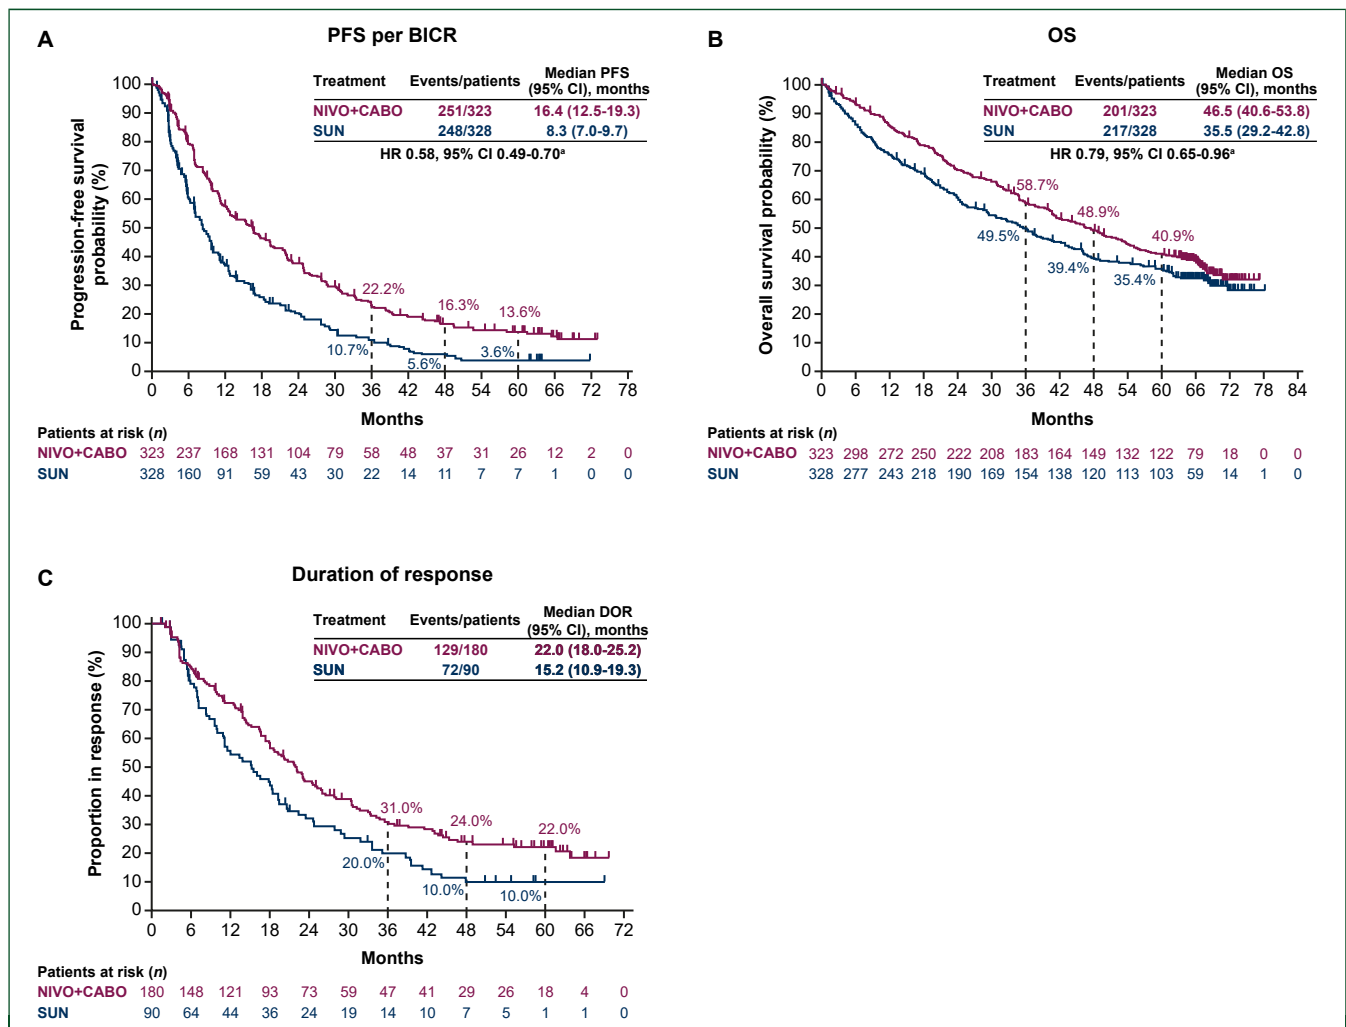 A
PFS per BICR
Treatment Events/patients Median PFS (95% CI), months
NIVO+CABO 251/323 16.4 (12.5-19.3)
SUN 248/328 8.3 (7.0-9.7)
HR 0.58, 95% CI 0.49-0.70ᵃ
Progression-free survival
probability (%)
100
90
80
70
60
50
40
30
20
10
0
22.2%
16.3%
13.6%
10.7%
5.6%
3.6%
0 6 12 18 24 30 36 42 48 54 60 66 72 78
Months
Patients at risk (n)
NIVO+CABO 323 237 168 131 104 79 58 48 37 31 26 12 2 0
SUN 328 160 91 59 43 30 22 14 11 7 7 1 0 0
B
OS
Treatment Events/patients Median OS (95% CI), months
NIVO+CABO 201/323 46.5 (40.6-53.8)
SUN 217/328 35.5 (29.2-42.8)
HR 0.79, 95% CI 0.65-0.96ᵃ
Overall survival probability (%)
100
90
80
70
60
50
40
30
20
10
0
58.7%
48.9%
40.9%
49.5%
39.4%
35.4%
0 6 12 18 24 30 36 42 48 54 60 66 72 78 84
Months
Patients at risk (n)
NIVO+CABO 323 298 272 250 222 208 183 164 149 132 122 79 18 0 0
SUN 328 277 243 218 190 169 154 138 120 113 103 59 14 1 0
C
Duration of response
Treatment Events/patients Median DOR (95% CI), months
NIVO+CABO 129/180 22.0 (18.0-25.2)
SUN 72/90 15.2 (10.9-19.3)
Proportion in response (%)
100
90
80
70
60
50
40
30
20
10
0
31.0%
24.0%
22.0%
20.0%
10.0%
10.0%
0 6 12 18 24 30 36 42 48 54 60 66 72
Months
Patients at risk (n)
NIVO+CABO 180 148 121 93 73 59 47 41 29 26 18 4 0
SUN 90 64 44 36 24 19 14 10 7 5 1 1 0